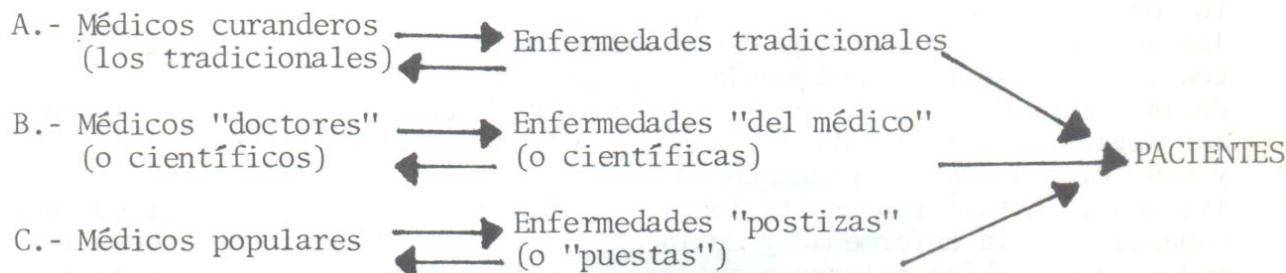 A.- Médicos curanderos
(los tradicionales)
Enfermedades tradicionales
B.- Médicos "doctores"
(o científicos)
Enfermedades "del médico"
(o científicas)
PACIENTES
C.- Médicos populares
Enfermedades "postizas"
(o "puestas")